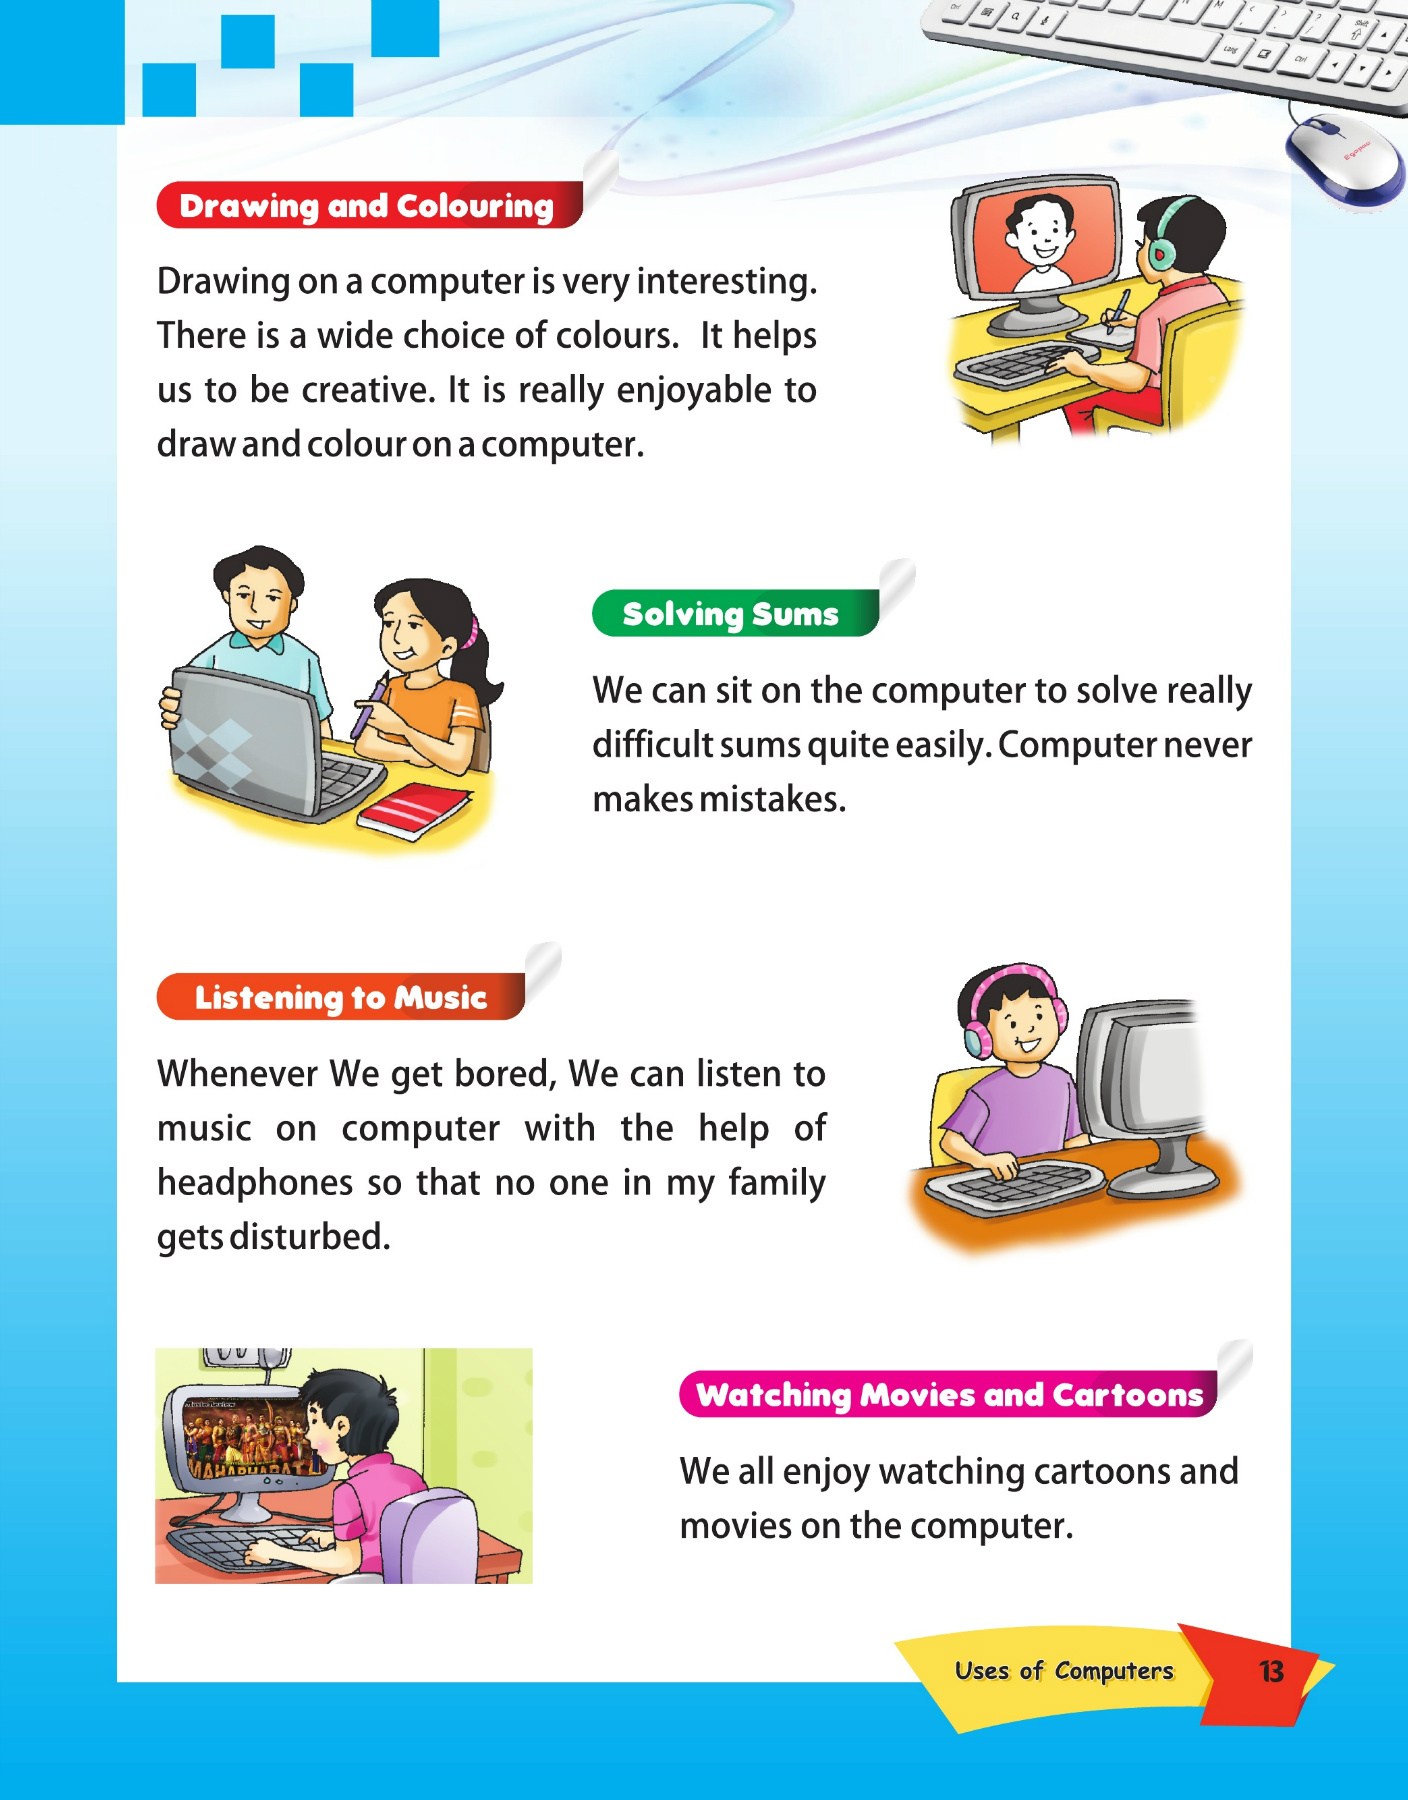 Drawing and Colouring
Drawing on a computer is very interesting.
There is a wide choice of colours. It helps
us to be creative. It is really enjoyable to
draw and colour on a computer.
Solving Sums
We can sit on the computer to solve really
difficult sums quite easily. Computer never
makes mistakes.
Listening to Music
Whenever We get bored, We can listen to
music on computer with the help of
headphones so that no one in my family
gets disturbed.
MAHABHARAT
Watching Movies and Cartoons
We all enjoy watching cartoons and
movies on the computer.
Uses of Computers 13